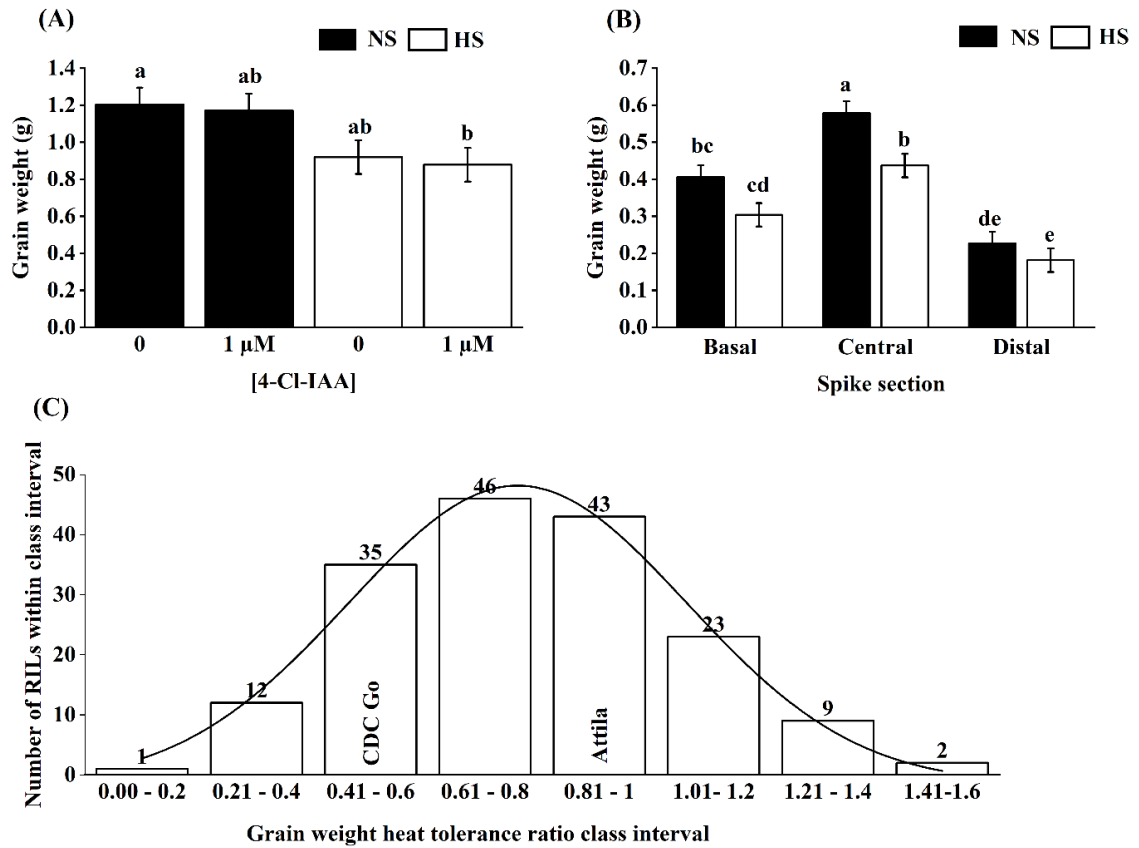 (A)
NS HS
Grain weight (g)
1.4
1.2
1.0
0.8
0.6
0.4
0.2
0.0
a
ab
ab
b
0 1 µM 0 1 µM
[4-Cl-IAA]
(B)
NS HS
Grain weight (g)
0.7
0.6
0.5
0.4
0.3
0.2
0.1
0.0
bc
cd
a
b
de
e
Basal Central Distal
Spike section
(C)
Number of RILs within class interval
50
40
30
20
10
0
1
12
35
46
43
23
9
2
CDC Go
Attila
0.00 - 0.2 0.21 - 0.4 0.41 - 0.6 0.61 - 0.8 0.81 - 1 1.01- 1.2 1.21 - 1.4 1.41-1.6
Grain weight heat tolerance ratio class interval